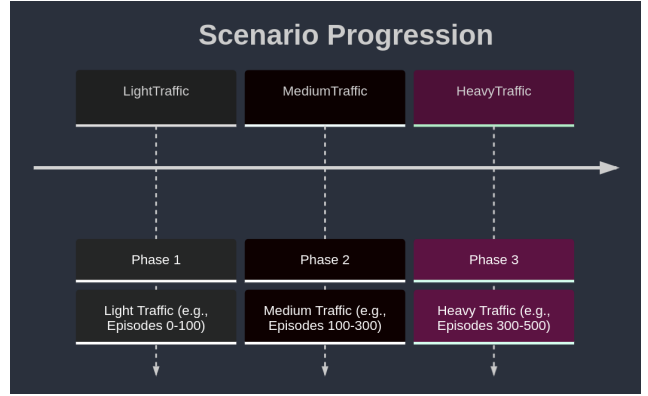 Scenario Progression
LightTraffic
MediumTraffic
HeavyTraffic
Phase 1
Phase 2
Phase 3
Light Traffic (e.g.,
Episodes 0-100)
Medium Traffic (e.g.,
Episodes 100-300)
Heavy Traffic (e.g.,
Episodes 300-500)